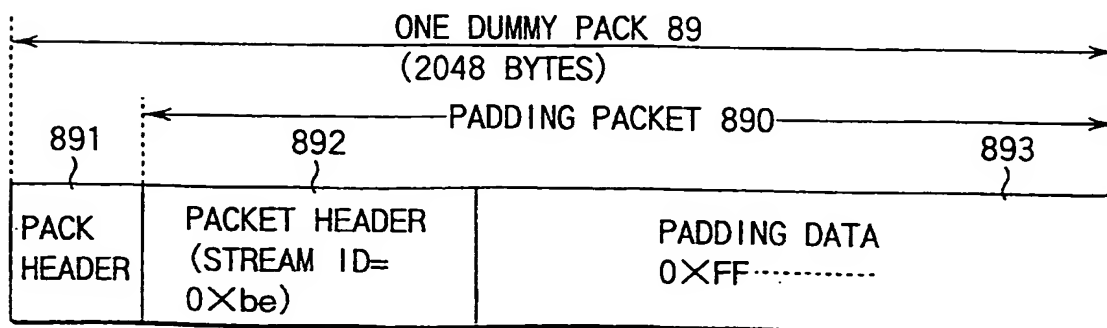 ONE DUMMY PACK 89
(2048 BYTES)
PADDING PACKET 890
891
892
893
PACK
HEADER
PACKET HEADER
(STREAM ID=
0×be)
PADDING DATA
0×FF------------